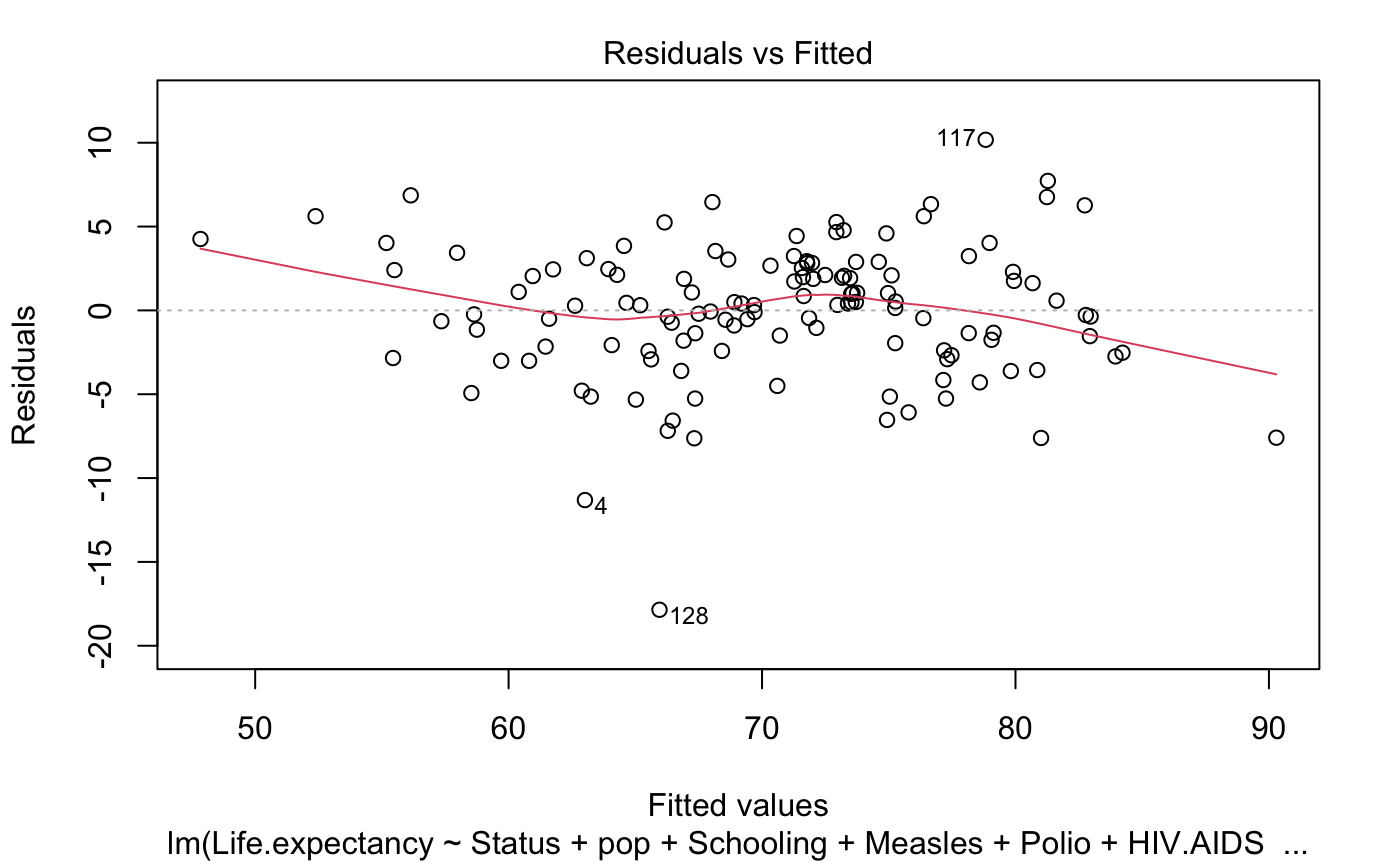 Residuals vs Fitted
Residuals
10
5
0
-5
-10
-15
-20
117
4
128
50 60 70 80 90
Fitted values
lm(Life.expectancy ~ Status + pop + Schooling + Measles + Polio + HIV.AIDS ...